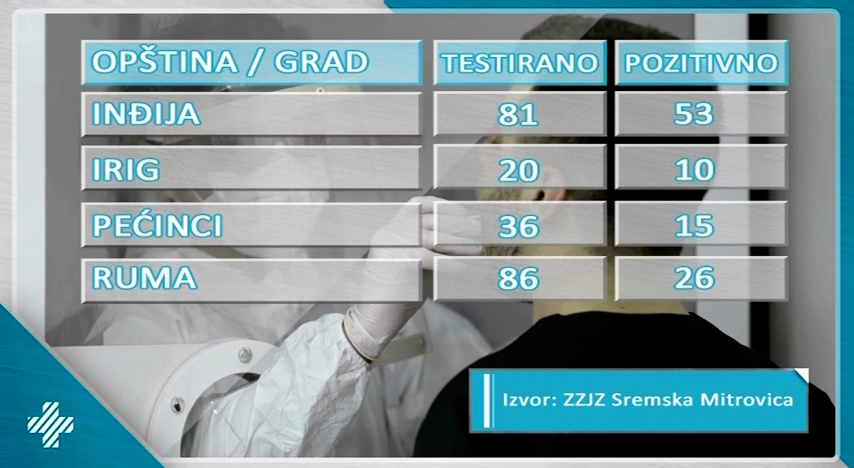 OPŠTINA / GRAD TESTIRANO POZITIVNO
INĐIJA 81 53
IRIG 20 10
PEĆINCI 36 15
RUMA 86 26
Izvor: ZZJZ Sremska Mitrovica